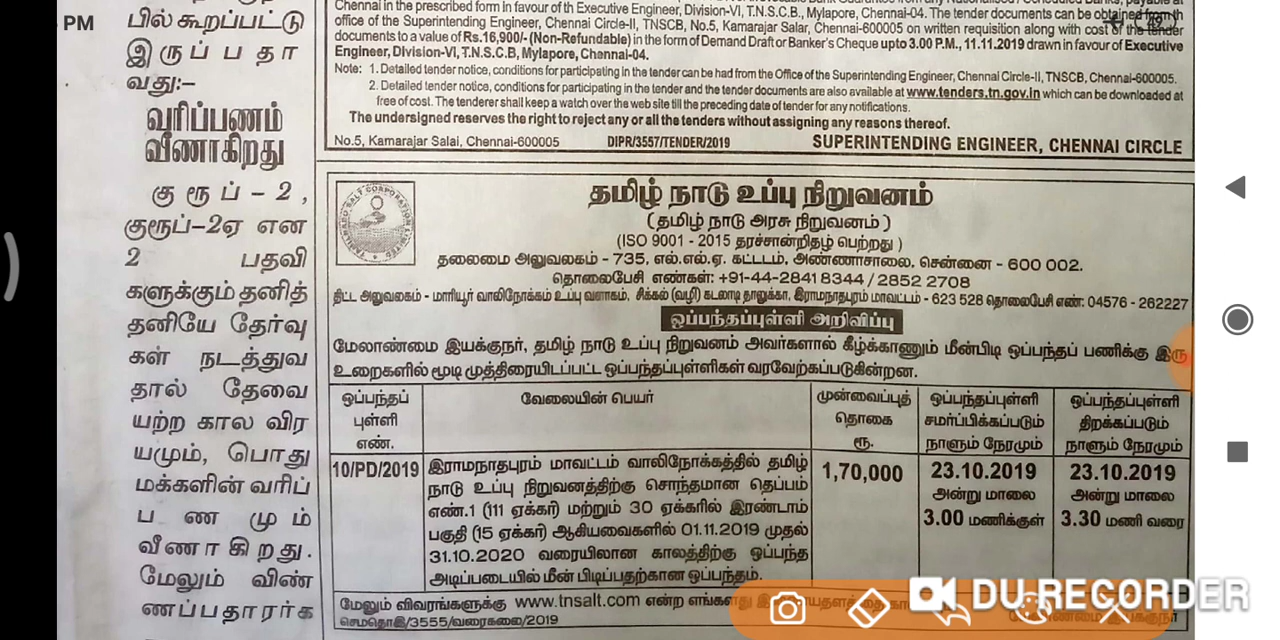 PM
பில் கூறப்பட்டு
இ ரு ப் ப தா
வது:–
வரிப்பணம்
வீணாகிறது
கு ரூ ப் – 2 ,
குரூப்–2ஏ என
2 பதவி
களுக்கும் தனித்
தனியே தேர்வு
கள் நடத்துவ
தால் தேவை
யற்ற கால விர
யமும், பொது
மக்களின் வரிப்
ப ண மு ம்
வீணாகிறது.
மேலும் விண்
ணப்பதாரர்க
Chennai in the prescribed form in favour of th Executive Engineer, Division-VI, T.N.S.C.B., Mylapore, Chennai-04. The tender documents can be obtained from th
office of the Superintending Engineer, Chennai Circle-II, TNSCB, No.5, Kamarajar Salar, Chennai-600005 on written requisition along with cost of the tender
documents to a value of Rs.16,900/- (Non-Refundable) in the form of Demand Draft or Banker's Cheque upto 3.00 P.M., 11.11.2019 drawn in favour of Executive
Engineer, Division-VI, T.N.S.C.B, Mylapore, Chennai-04.
Note: 1. Detailed tender notice, conditions for participating in the tender can be had from the Office of the Superintending Engineer, Chennai Circle-II, TNSCB, Chennai-600005.
2. Detailed tender notice, conditions for participating in the tender and the tender documents are also available at www.tenders.tn.gov.in which can be downloaded at
free of cost. The tenderer shall keep a watch over the web site till the preceding date of tender for any notifications.
The undersigned reserves the right to reject any or all the tenders without assigning any reasons thereof.
No.5, Kamarajar Salai, Chennai-600005 DIPR/3557/TENDER/2019 SUPERINTENDING ENGINEER, CHENNAI CIRCLE
TAMILNADU SALT CORPORATION LIMITED
தமிழ் நாடு உப்பு நிறுவனம்
(தமிழ் நாடு அரசு நிறுவனம்)
(ISO 9001 - 2015 தரச்சான்றிதழ் பெற்றது)
தலைமை அலுவலகம் - 735, எல்.எல்.ஏ. கட்டடம், அண்ணாசாலை, சென்னை - 600 002.
தொலைபேசி எண்கள்: +91-44-2841 8344 / 2852 2708
திட்ட அலுவலகம் - மாரியூர் வாலிநோக்கம் உப்பு வளாகம், சிக்கல் (வழி) கடலாடி தாலுக்கா, இராமநாதபுரம் மாவட்டம் - 623 528 தொலைபேசி எண்: 04576 - 262227
ஒப்பந்தப்புள்ளி அறிவிப்பு
மேலாண்மை இயக்குநர், தமிழ் நாடு உப்பு நிறுவனம் அவர்களால் கீழ்க்காணும் மீன்பிடி ஒப்பந்தப் பணிக்கு இரு
உறைகளில் மூடி முத்திரையிடப்பட்ட ஒப்பந்தப்புள்ளிகள் வரவேற்கப்படுகின்றன.
ஒப்பந்தப் புள்ளி எண். வேலையின் பெயர் முன்வைப்புத் தொகை ரூ. ஒப்பந்தப்புள்ளி சமர்ப்பிக்கப்படும் நாளும் நேரமும் ஒப்பந்தப்புள்ளி திறக்கப்படும் நாளும் நேரமும்
10/PD/2019 இராமநாதபுரம் மாவட்டம் வாலிநோக்கத்தில் தமிழ் 1,70,000 23.10.2019 23.10.2019
நாடு உப்பு நிறுவனத்திற்கு சொந்தமான தெப்பம் அன்று மாலை அன்று மாலை
எண்.1 (111 ஏக்கர்) மற்றும் 30 ஏக்கரில் இரண்டாம் 3.00 மணிக்குள் 3.30 மணி வரை
பகுதி (15 ஏக்கர்) ஆகியவைகளில் 01.11.2019 முதல்
31.10.2020 வரையிலான காலத்திற்கு ஒப்பந்த
அடிப்படையில் மீன் பிடிப்பதற்கான ஒப்பந்தம்.
மேலும் விவரங்களுக்கு www.tnsalt.com என்ற எங்களது
செமதொஇ/3555/வரைகலை/2019
DU RECORDER